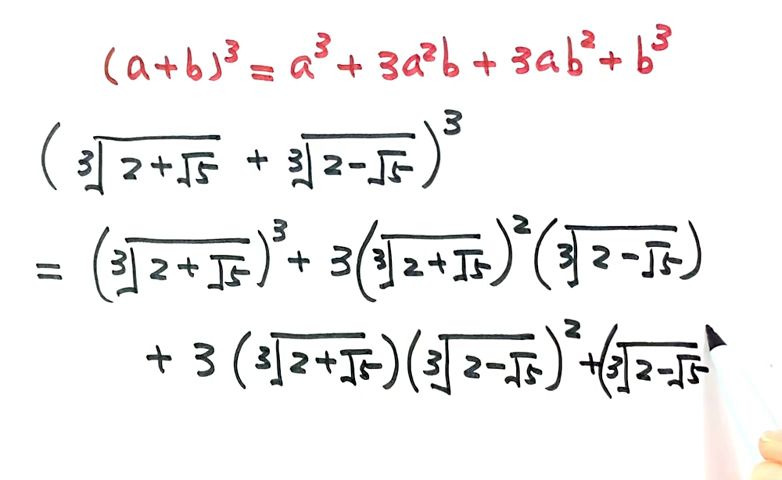 (a+b)³ = a³ + 3a²b + 3ab² + b³
(∛(2+√5) + ∛(2-√5))³
= (∛(2+√5))³ + 3(∛(2+√5))²(∛(2-√5))
+ 3(∛(2+√5))(∛(2-√5))² + (∛(2-√5)